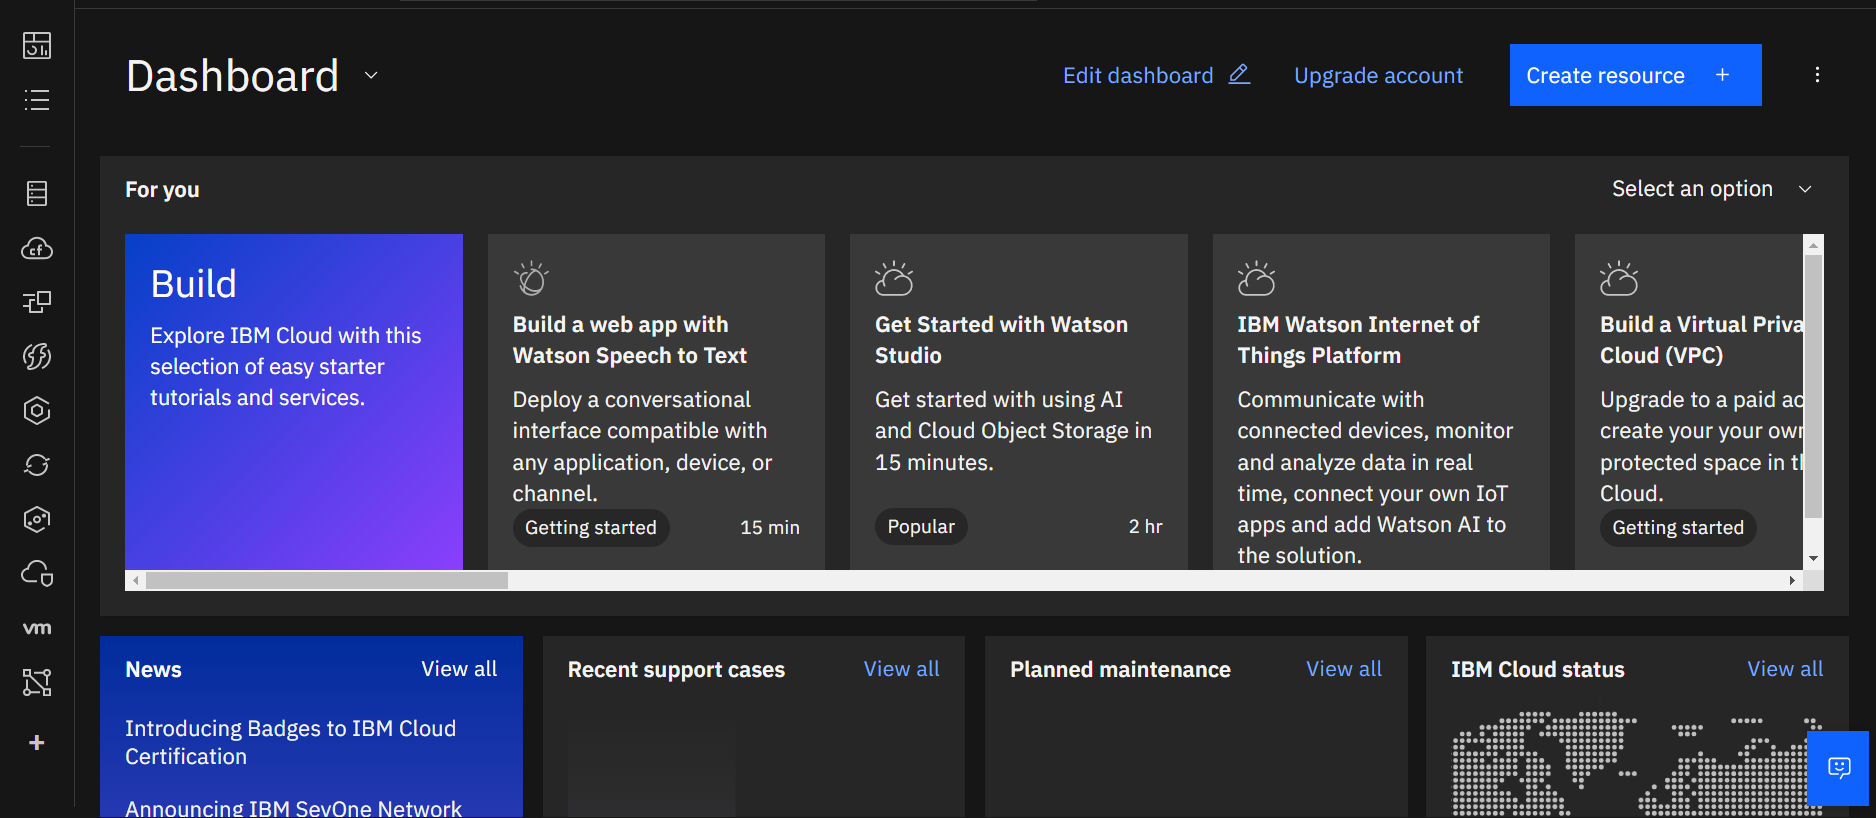 Dashboard
Edit dashboard
Upgrade account
Create resource +
For you
Select an option
Build
Explore IBM Cloud with this
selection of easy starter
tutorials and services.
Build a web app with
Watson Speech to Text
Deploy a conversational
interface compatible with
any application, device, or
channel.
Getting started
15 min
Get Started with Watson
Studio
Get started with using AI
and Cloud Object Storage in
15 minutes.
Popular
2 hr
IBM Watson Internet of
Things Platform
Communicate with
connected devices, monitor
and analyze data in real
time, connect your own IoT
apps and add Watson AI to
the solution.
Build a Virtual Priva
Cloud (VPC)
Upgrade to a paid ac
create your your own
protected space in th
Cloud.
Getting started
cf
vm
News
View all
Introducing Badges to IBM Cloud
Certification
Announcing IBM SevOne Network
Recent support cases
View all
Planned maintenance
View all
IBM Cloud status
View all